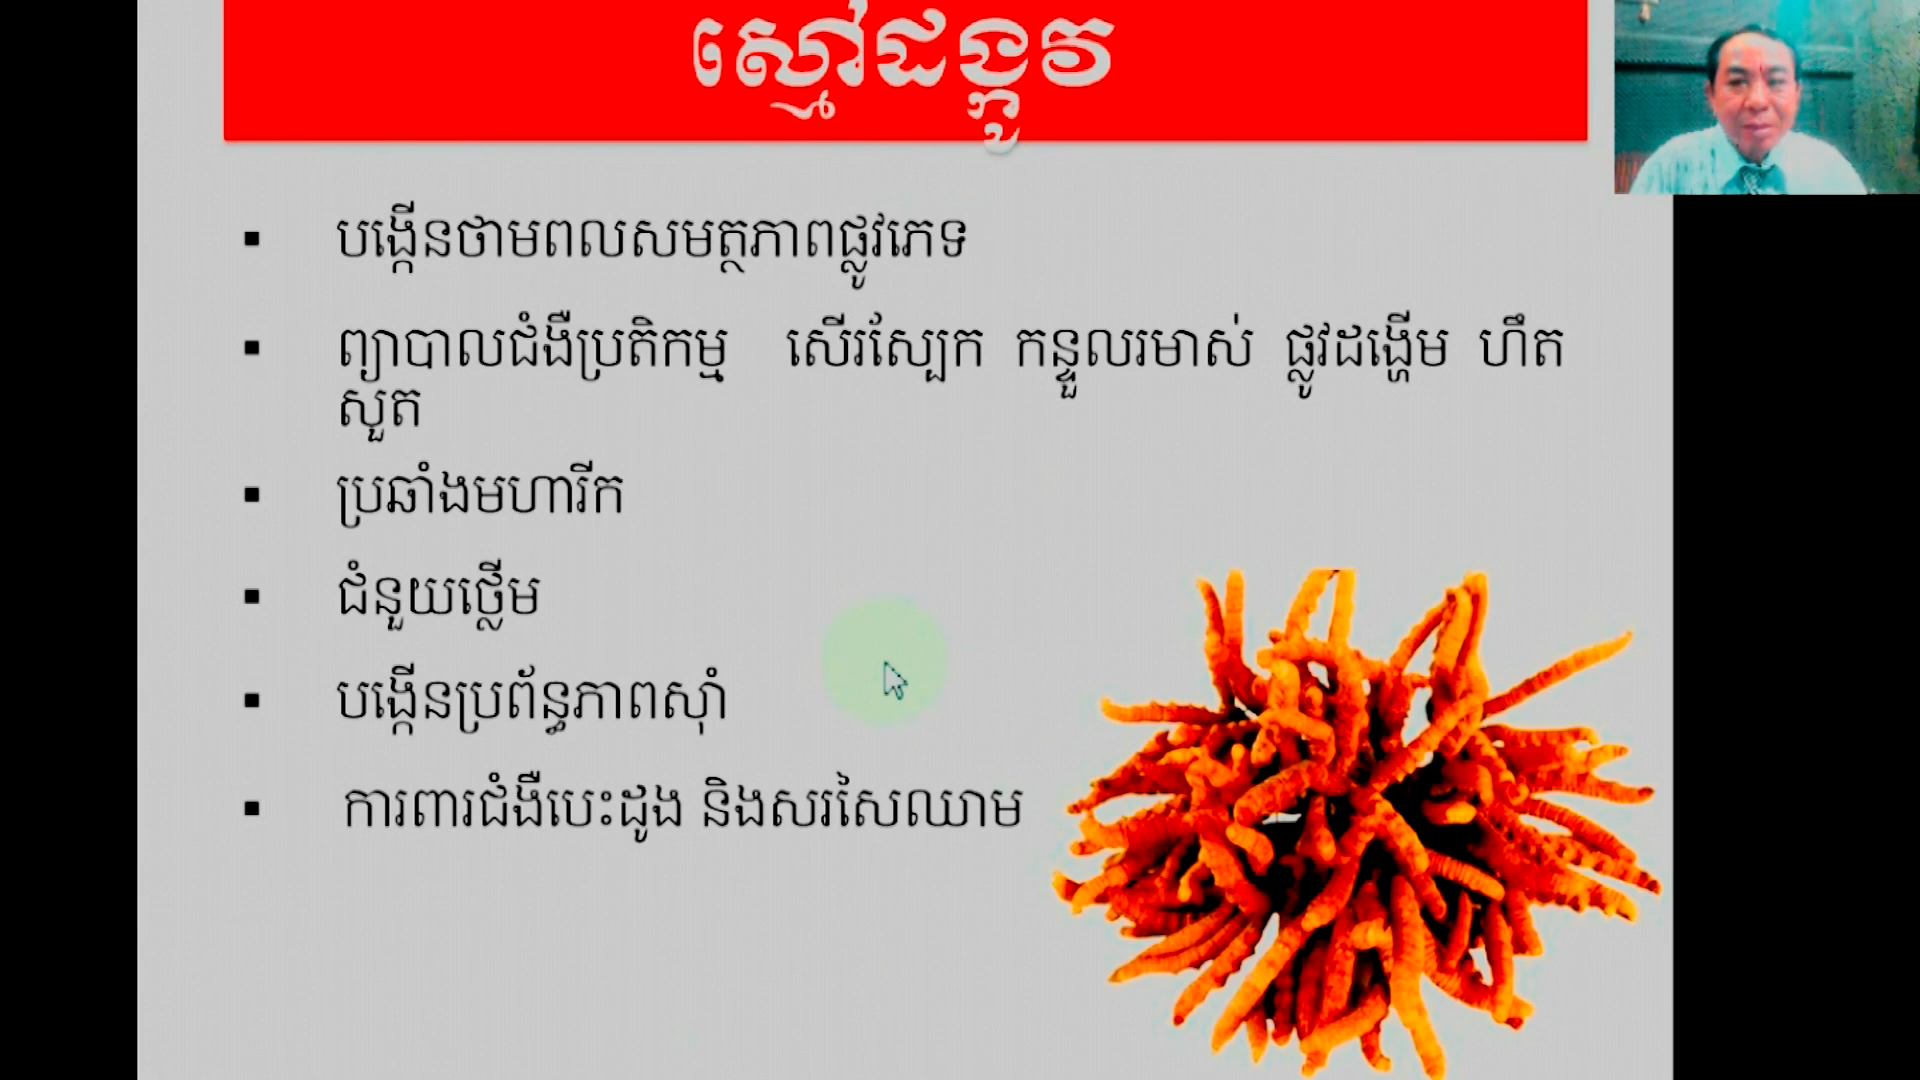 ស្មៅដង្កូវ
បង្កើនថាមពលសមត្ថភាពផ្លូវភេទ
ព្យាបាលជំងឺប្រតិកម្ម សើរស្បែក កន្ទួលរមាស់ ផ្លូវដង្ហើម ហឺត
សួត
ប្រឆាំងមហារីក
ជំនួយថ្លើម
បង្កើនប្រព័ន្ធភាពស៊ាំ
ការពារជំងឺបេះដូង និងសរសៃឈាម